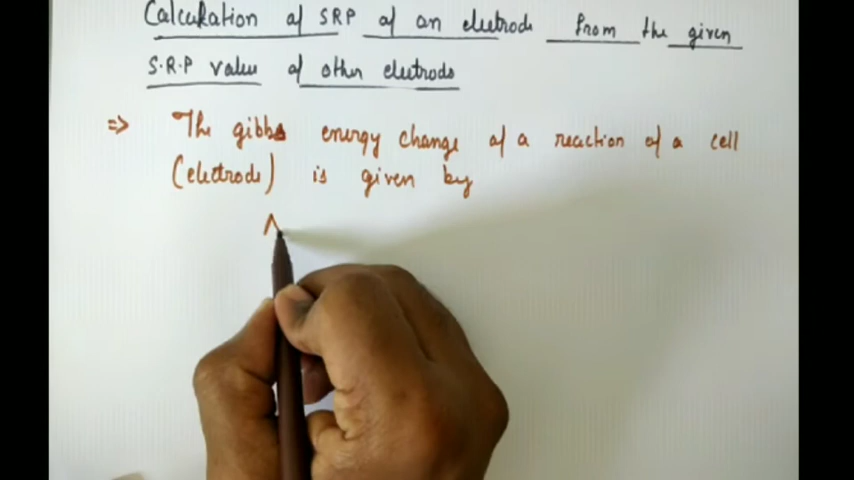 Calculation of SRP of an electrode from the given
S.R.P value of other electrode
⇒ The gibbs energy change of a reaction of a cell
(electrode) is given by